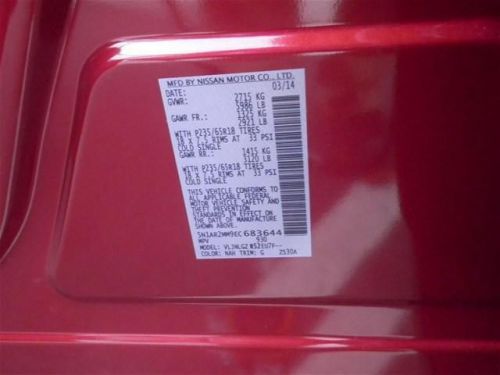 MFD BY NISSAN MOTOR CO., LTD.
DATE: 03/14
GVWR: 2715 KG
5986 LB
GAWR FR.: 1325 KG
2921 LB
WITH P235/65R18 TIRES
18 X 7.5 RIMS AT 33 PSI
COLD SINGLE
GAWR RR.: 1415 KG
3120 LB
WITH P235/65R18 TIRES
18 X 7.5 RIMS AT 33 PSI
COLD SINGLE
THIS VEHICLE CONFORMS TO
ALL APPLICABLE FEDERAL
MOTOR VEHICLE SAFETY AND
THEFT PREVENTION
STANDARDS IN EFFECT ON
THE DATE OF MANUFACTURE
SHOWN ABOVE.
5N1AR2MM9EC683644
MPV 930
MODEL:
COLOR: NAH TRIM: G 2S30A